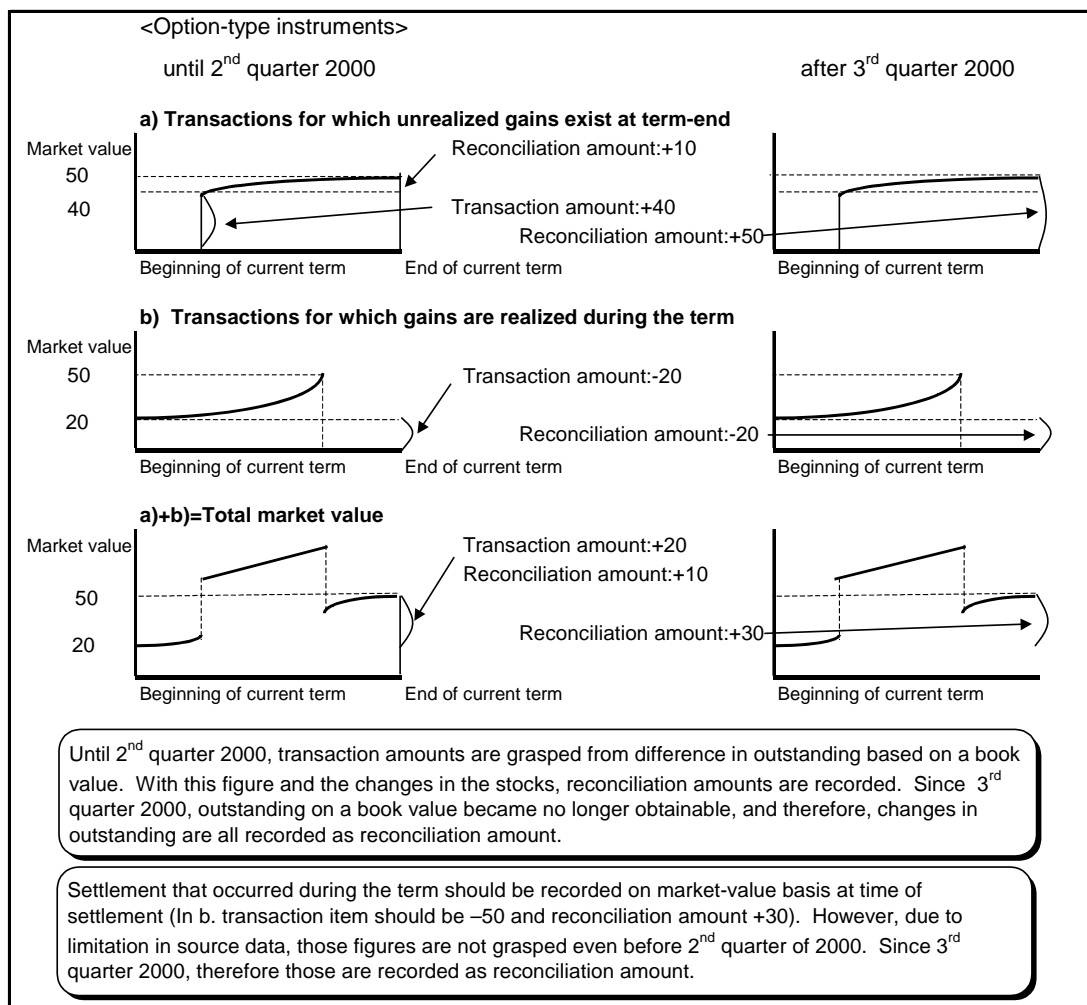 <Option-type instruments>
until 2nd quarter 2000
after 3rd quarter 2000
a) Transactions for which unrealized gains exist at term-end
Market value
50
40
Reconciliation amount:+10
Transaction amount:+40
Reconciliation amount:+50
Beginning of current term
End of current term
Beginning of current term
b) Transactions for which gains are realized during the term
Market value
50
20
Transaction amount:-20
Reconciliation amount:-20
Beginning of current term
End of current term
Beginning of current term
a)+b)=Total market value
Market value
50
20
Transaction amount:+20
Reconciliation amount:+10
Reconciliation amount:+30
Beginning of current term
End of current term
Beginning of current term
Until 2nd quarter 2000, transaction amounts are grasped from difference in outstanding based on a book
value. With this figure and the changes in the stocks, reconciliation amounts are recorded. Since 3rd
quarter 2000, outstanding on a book value became no longer obtainable, and therefore, changes in
outstanding are all recorded as reconciliation amount.
Settlement that occurred during the term should be recorded on market-value basis at time of
settlement (In b. transaction item should be –50 and reconciliation amount +30). However, due to
limitation in source data, those figures are not grasped even before 2nd quarter of 2000. Since 3rd
quarter 2000, therefore those are recorded as reconciliation amount.